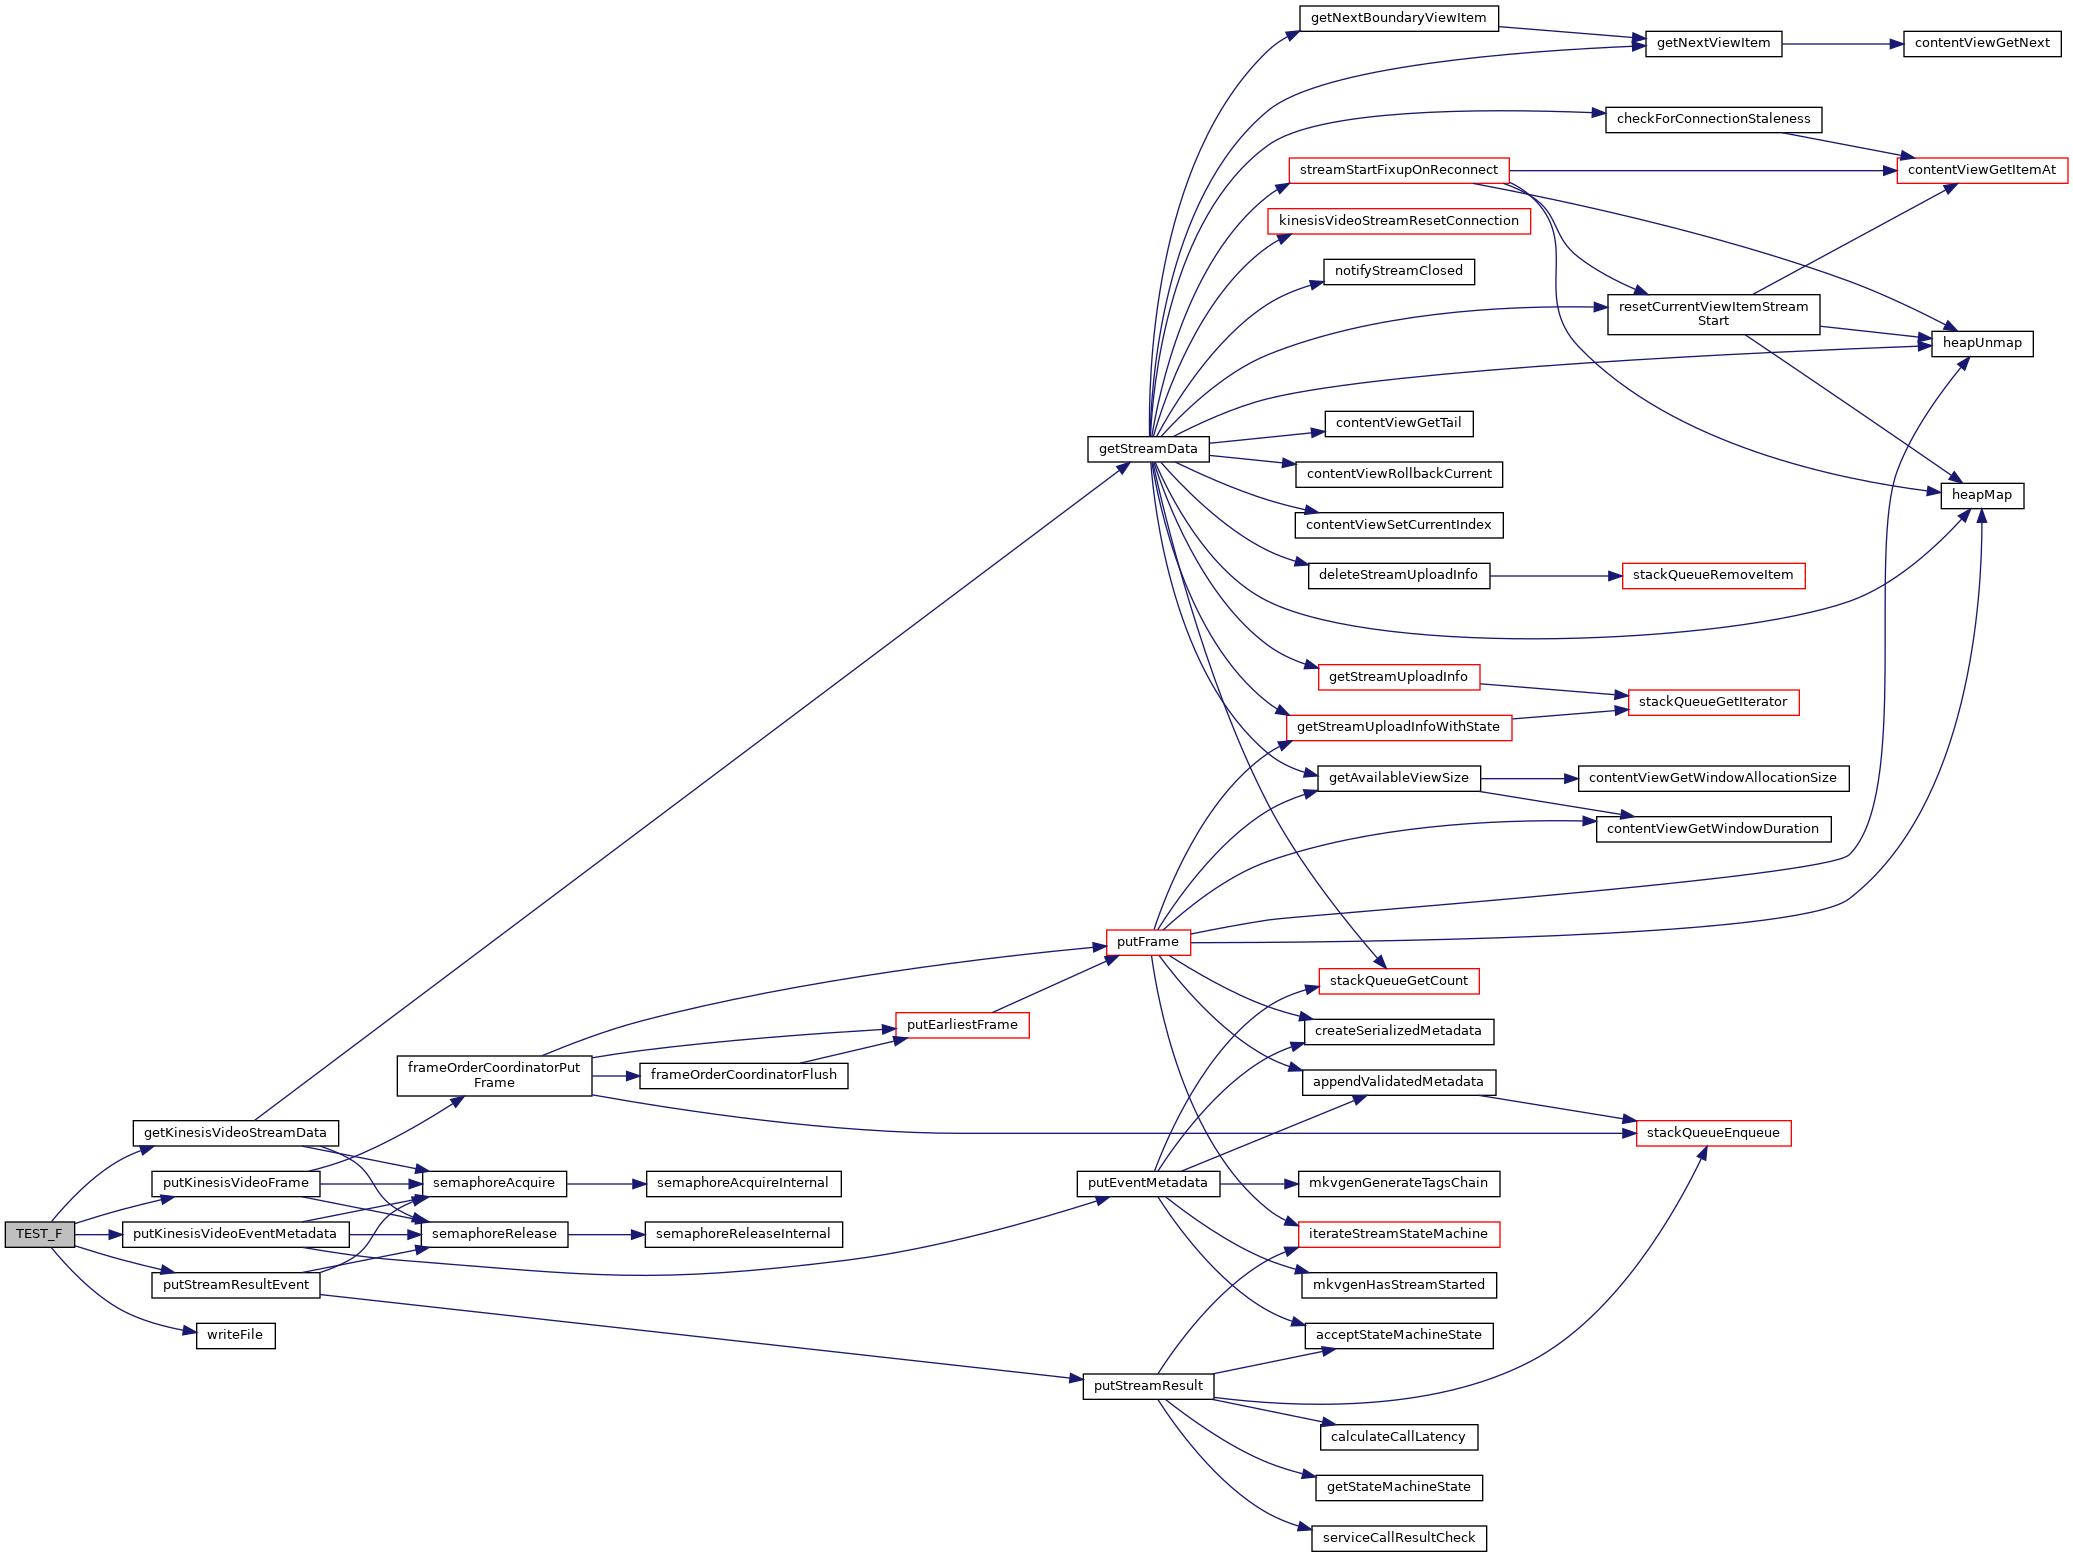 getNextBoundaryViewItem
getNextViewItem
contentViewGetNext
checkForConnectionStaleness
streamStartFixupOnReconnect
contentViewGetItemAt
kinesisVideoStreamResetConnection
notifyStreamClosed
resetCurrentViewItemStream
Start
heapUnmap
contentViewGetTail
getStreamData
contentViewRollbackCurrent
heapMap
contentViewSetCurrentIndex
deleteStreamUploadInfo
stackQueueRemoveItem
getStreamUploadInfo
stackQueueGetIterator
getStreamUploadInfoWithState
getAvailableViewSize
contentViewGetWindowAllocationSize
contentViewGetWindowDuration
putFrame
stackQueueGetCount
putEarliestFrame
createSerializedMetadata
frameOrderCoordinatorPut
Frame
frameOrderCoordinatorFlush
appendValidatedMetadata
getKinesisVideoStreamData
stackQueueEnqueue
putKinesisVideoFrame
semaphoreAcquire
semaphoreAcquireInternal
putEventMetadata
mkvgenGenerateTagsChain
TEST_F
putKinesisVideoEventMetadata
semaphoreRelease
semaphoreReleaseInternal
iterateStreamStateMachine
putStreamResultEvent
mkvgenHasStreamStarted
writeFile
acceptStateMachineState
putStreamResult
calculateCallLatency
getStateMachineState
serviceCallResultCheck